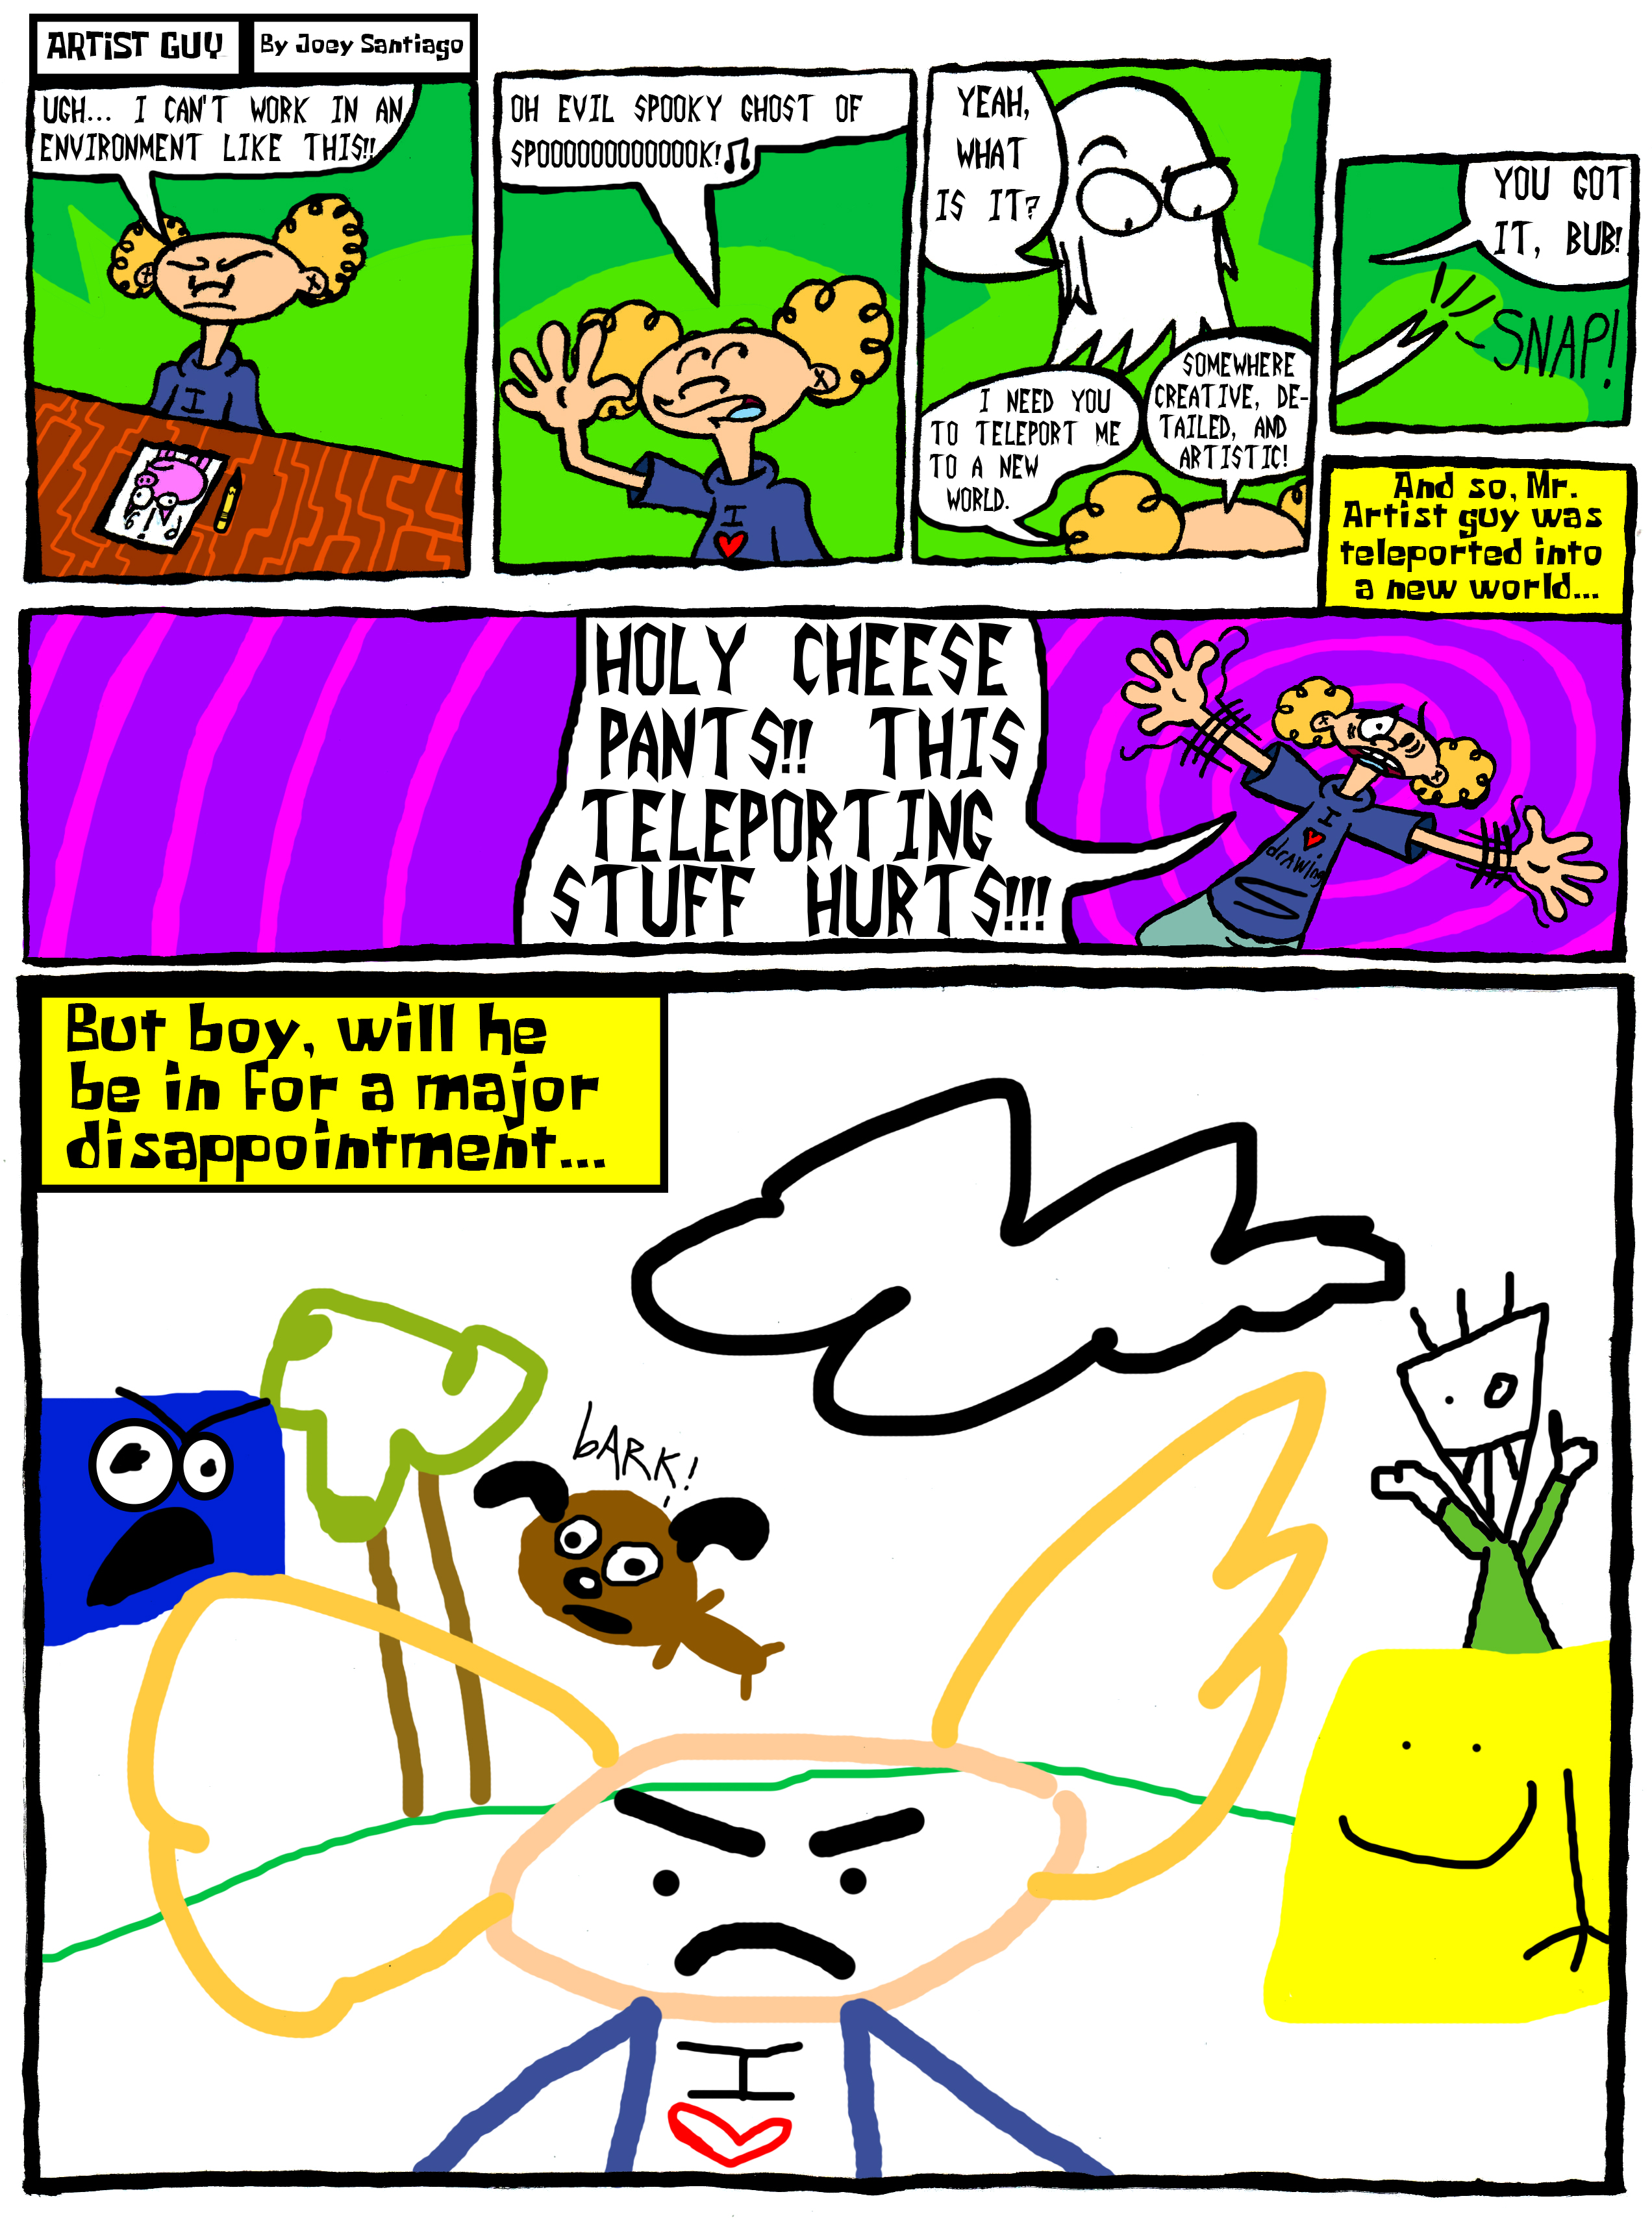 ARTiST GUY
By Joey Santiago
UGH... I CAN'T WORK IN AN
ENVIRONMENT LIKE THIS!!
I
OH EVIL SPOOKY GHOST OF
SPOOOOOOOOOOOOK!♫
I
YEAH,
WHAT
IS IT?
I NEED YOU
TO TELEPORT ME
TO A NEW
WORLD.
SOMEWHERE
CREATIVE, DE-
TAILED, AND
ARTISTIC!
YOU GOT
IT, BUB!
SNAP!
And so, Mr.
Artist guy was
teleported into
a new world...
HOLY CHEESE
PANTS!! THIS
TELEPORTING
STUFF HURTS!!!
I
drawing
But boy, will he
be in for a major
disappointment...
bARK!
I